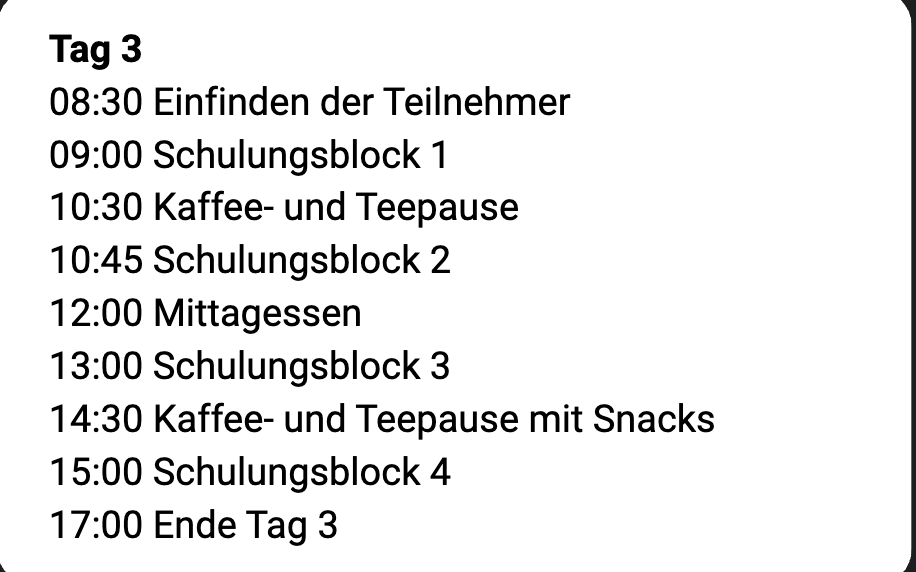 Tag 3
08:30 Einfinden der Teilnehmer
09:00 Schulungsblock 1
10:30 Kaffee- und Teepause
10:45 Schulungsblock 2
12:00 Mittagessen
13:00 Schulungsblock 3
14:30 Kaffee- und Teepause mit Snacks
15:00 Schulungsblock 4
17:00 Ende Tag 3